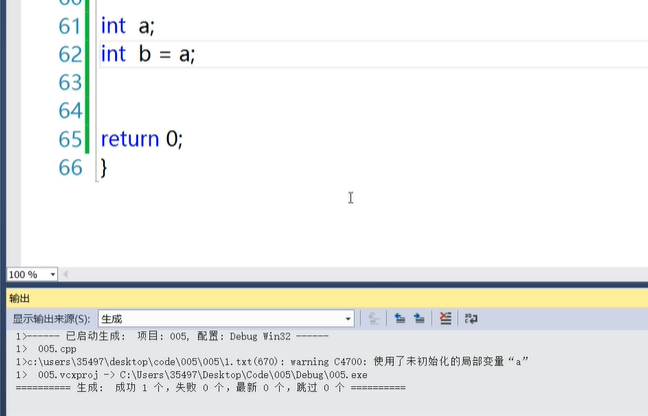 60
61 int a;
62 int b = a;
63
64
65 return 0;
66 }
100 %
输出
显示输出来源(S): 生成
1>------ 已启动生成: 项目: 005, 配置: Debug Win32 ------
1> 005.cpp
1>c:\users\35497\desktop\code\005\005\1.txt(670): warning C4700: 使用了未初始化的局部变量“a”
1> 005.vcxproj -> C:\Users\35497\Desktop\Code\005\Debug\005.exe
========== 生成: 成功 1 个，失败 0 个，最新 0 个，跳过 0 个 ==========